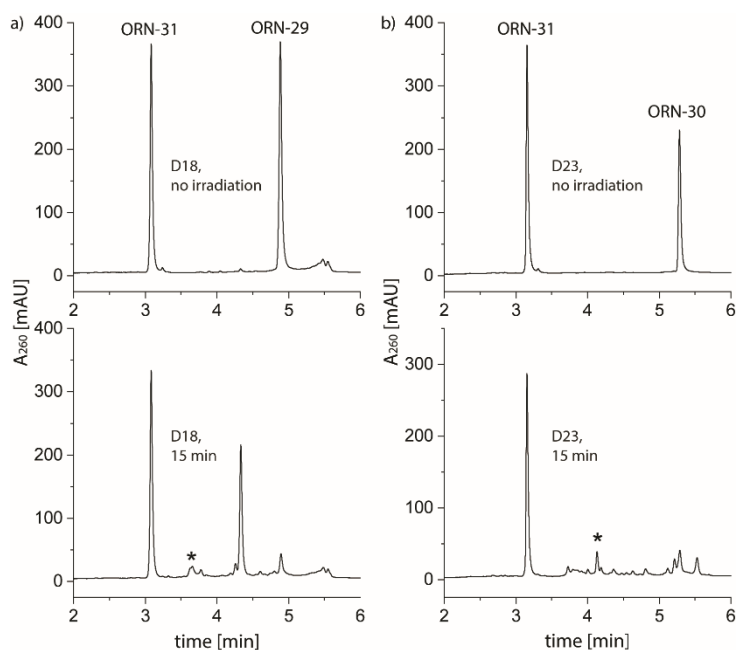 a)
ORN-31
ORN-29
D18,
no irradiation
400
300
200
100
0
2 3 4 5 6
b)
ORN-31
ORN-30
D23,
no irradiation
400
300
200
100
0
2 3 4 5 6
A260 [mAU]
D18,
15 min
*
400
300
200
100
0
2 3 4 5 6
time [min]
A260 [mAU]
D23,
15 min
*
300
200
100
0
2 3 4 5 6
time [min]